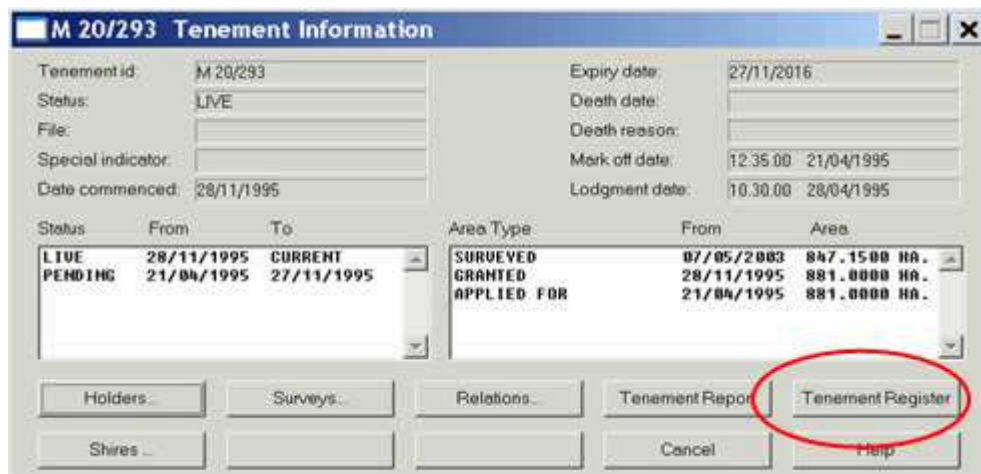 M 20/293 Tenement Information
Tenement id: M 20/293 Expiry date: 27/11/2016
Status: LIVE Death date:
File: Death reason:
Special indicator: Mark off date: 12.35.00 21/04/1995
Date commenced: 28/11/1995 Lodgment date: 10.30.00 28/04/1995
Status From To Area Type From Area
LIVE 28/11/1995 CURRENT SURVEYED 07/05/2003 847.1500 HA.
PENDING 21/04/1995 27/11/1995 GRANTED 28/11/1995 881.0000 HA.
APPLIED FOR 21/04/1995 881.0000 HA.
Holders... Surveys... Relations... Tenement Repor Tenement Register
Shires ... Cancel Help